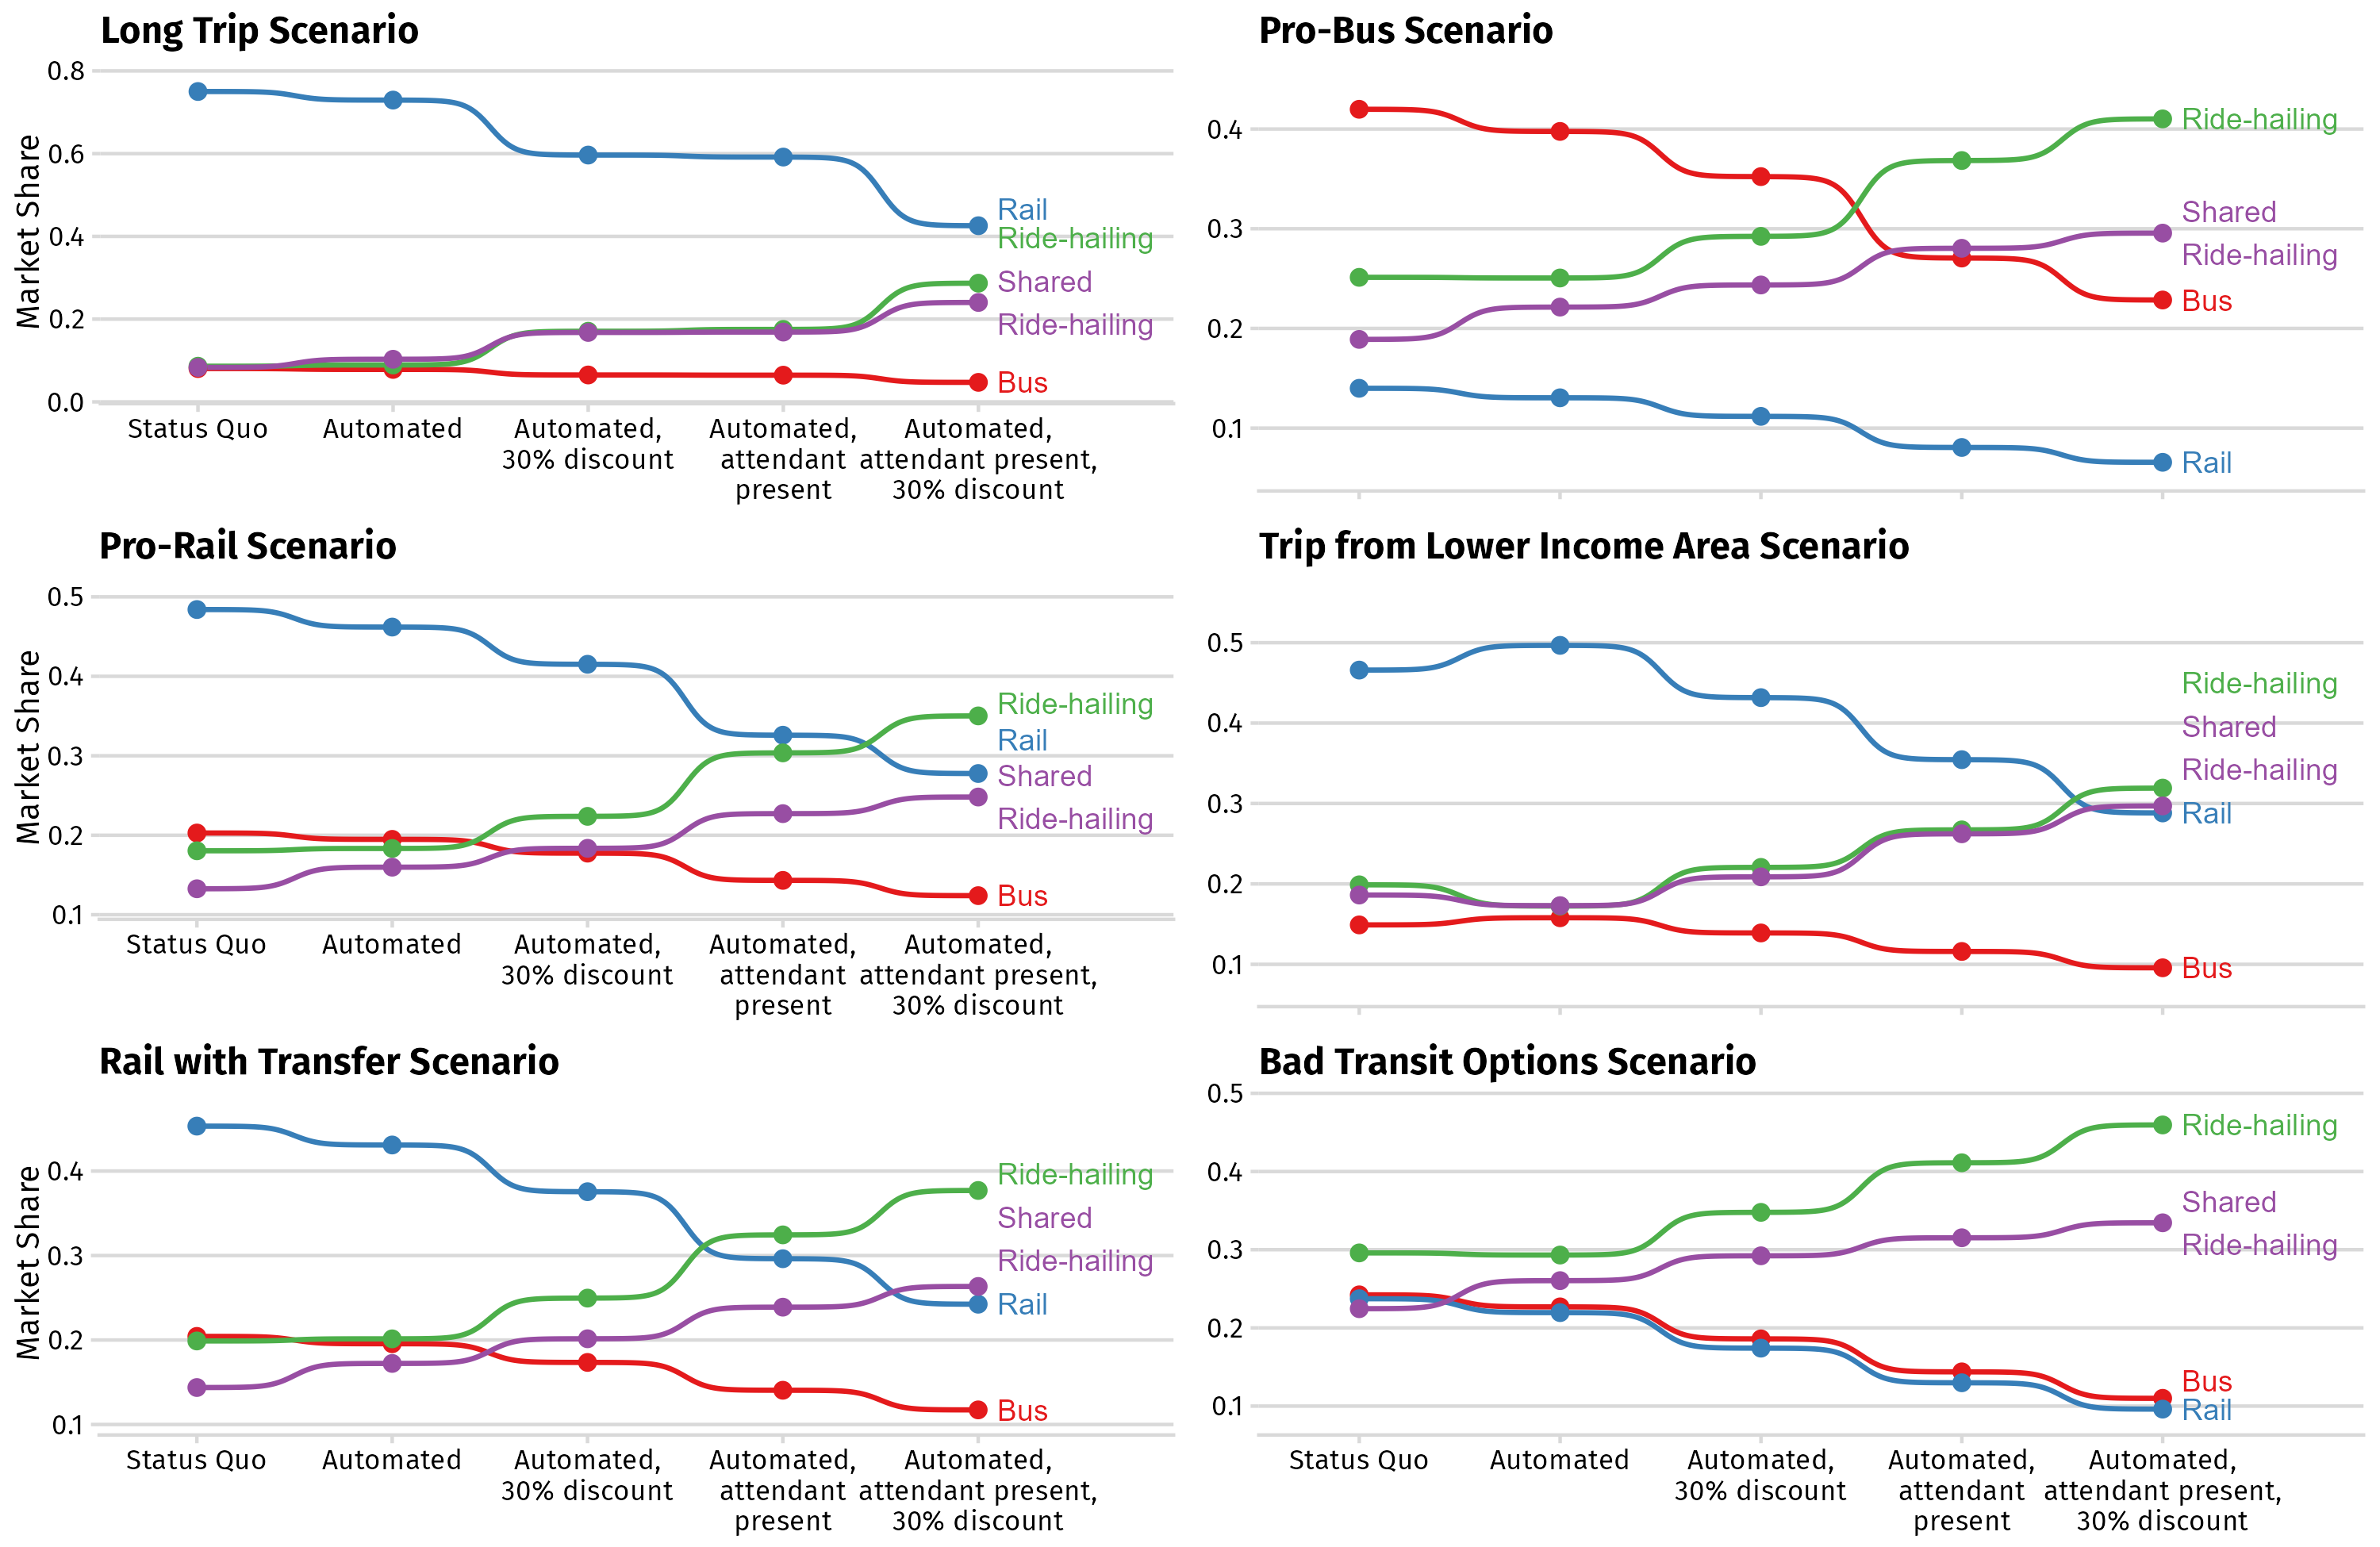 Long Trip Scenario
0.8
0.6
0.4
0.2
0.0
Market Share
Rail
Ride-hailing
Shared
Ride-hailing
Bus
Status Quo
Automated
Automated,
30% discount
Automated,
attendant
present
Automated,
attendant present,
30% discount
Pro-Bus Scenario
0.4
0.3
0.2
0.1
Ride-hailing
Shared
Ride-hailing
Bus
Rail
Pro-Rail Scenario
0.5
0.4
0.3
0.2
0.1
Market Share
Ride-hailing
Rail
Shared
Ride-hailing
Bus
Status Quo
Automated
Automated,
30% discount
Automated,
attendant
present
Automated,
attendant present,
30% discount
Trip from Lower Income Area Scenario
0.5
0.4
0.3
0.2
0.1
Ride-hailing
Shared
Ride-hailing
Rail
Bus
Rail with Transfer Scenario
0.4
0.3
0.2
0.1
Market Share
Ride-hailing
Shared
Ride-hailing
Rail
Bus
Status Quo
Automated
Automated,
30% discount
Automated,
attendant
present
Automated,
attendant present,
30% discount
Bad Transit Options Scenario
0.5
0.4
0.3
0.2
0.1
Ride-hailing
Shared
Ride-hailing
Bus
Rail
Status Quo
Automated
Automated,
30% discount
Automated,
attendant
present
Automated,
attendant present,
30% discount